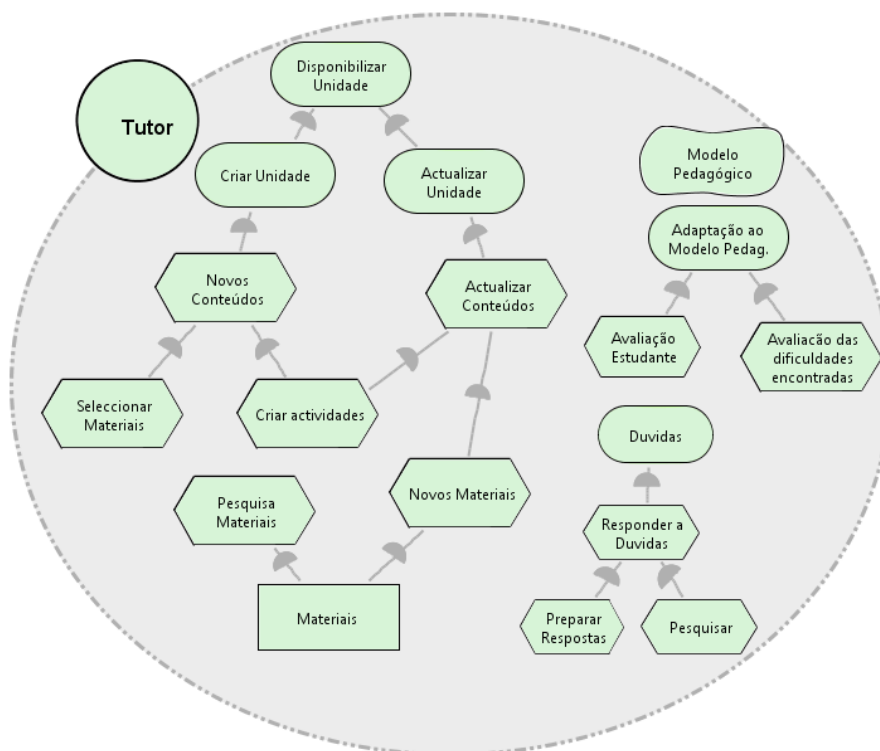 Disponibilizar
Unidade
Tutor
Criar Unidade
Actualizar
Unidade
Modelo
Pedagógico
Adaptação ao
Modelo Pedag.
Novos
Conteúdos
Actualizar
Conteúdos
Avaliação
Estudante
Avaliacão das
dificuldades
encontradas
Seleccionar
Materiais
Criar actividades
Duvidas
Pesquisa
Materiais
Novos Materiais
Responder a
Duvidas
Materiais
Preparar
Respostas
Pesquisar